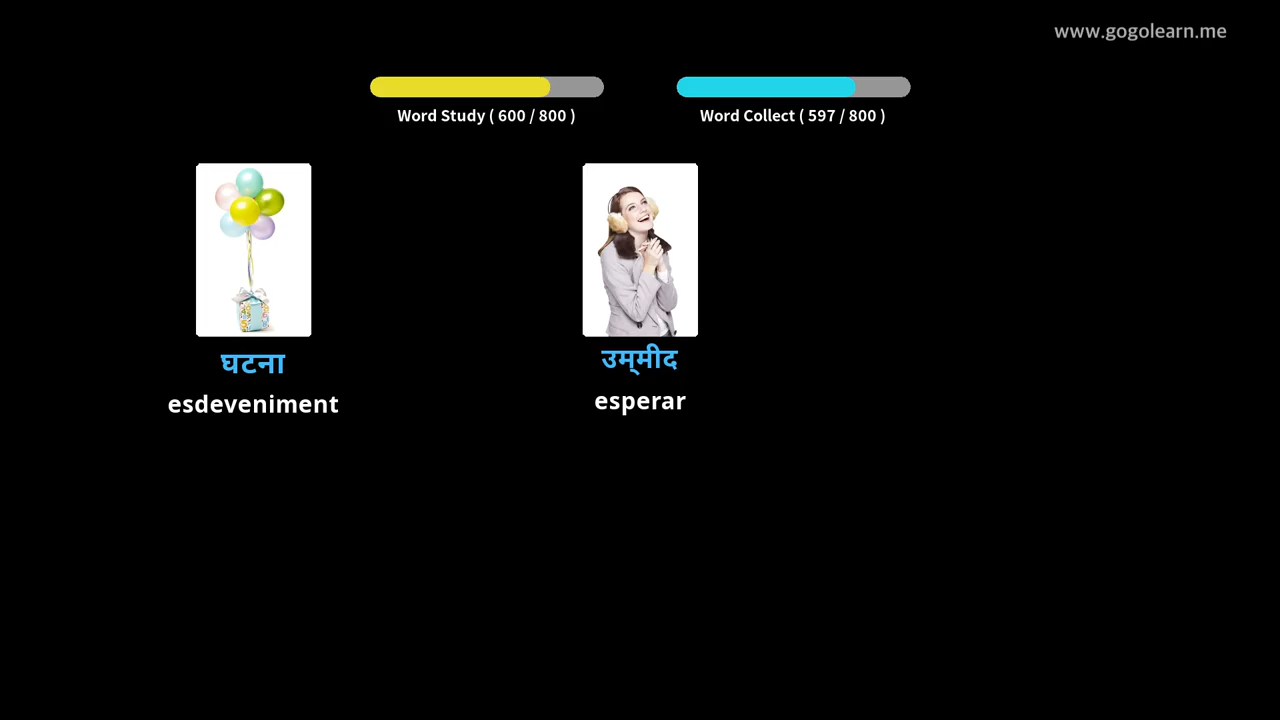 www.gogolearn.me
Word Study ( 600 / 800 )
Word Collect ( 597 / 800 )
घटना
esdeveniment
उम्‌मीद
esperar